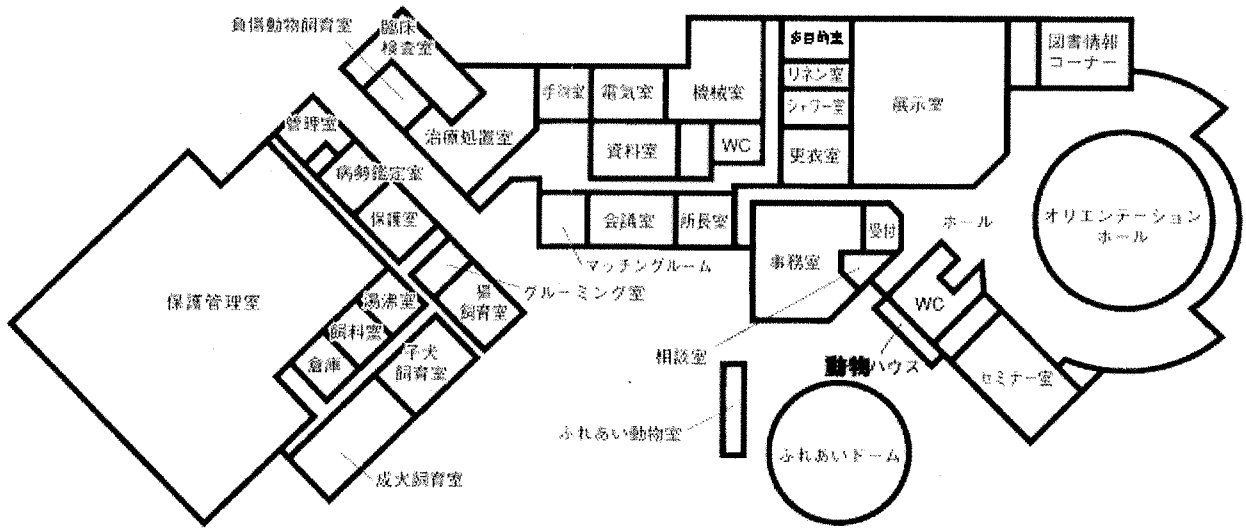 負傷動物飼育室
臨床
検査室
管理室
病勢鑑定室
保護室
治療処置室
手術室
電気室
機械室
資料室
WC
多目的室
リネン室
シャワー室
更衣室
展示室
図書情報
コーナー
オリエンテーション
ホール
ホール
受付
事務室
会議室
所長室
マッチングルーム
グルーミング室
猫
飼育室
保護管理室
湯沸室
飼料室
倉庫
子犬
飼育室
成犬飼育室
相談室
WC
動物ハウス
セミナー室
ふれあい動物室
ふれあいドーム